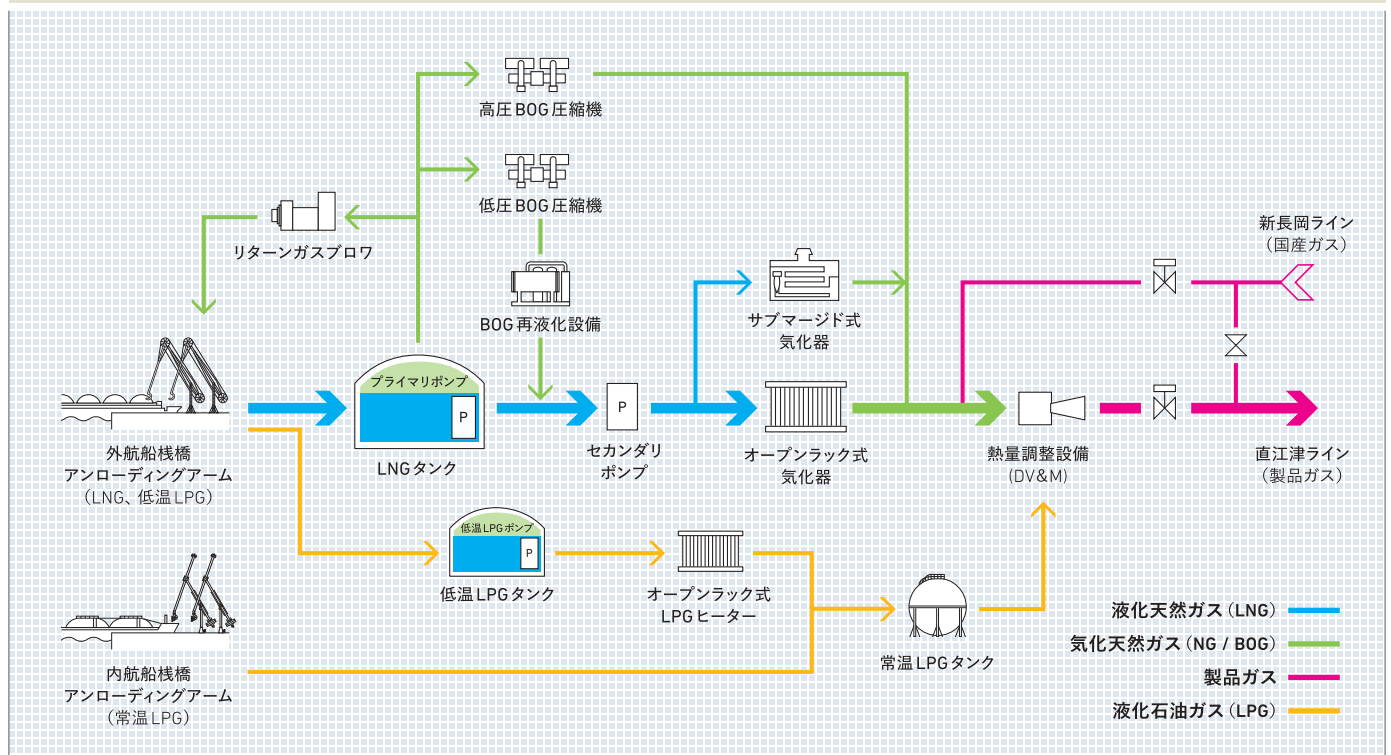 高圧BOG圧縮機
低圧BOG圧縮機
リターンガスブロワ
新長岡ライン
（国産ガス）
BOG再液化設備
サブマージド式
気化器
プライマリポンプ
P
P
LNGタンク
セカンダリ
ポンプ
オープンラック式
気化器
熱量調整設備
(DV&M)
直江津ライン
（製品ガス）
外航船桟橋
アンローディングアーム
（LNG、低温LPG）
低温LPGポンプ
P
低温LPGタンク
オープンラック式
LPGヒーター
常温LPGタンク
内航船桟橋
アンローディングアーム
（常温LPG）
液化天然ガス（LNG）
気化天然ガス（NG / BOG）
製品ガス
液化石油ガス（LPG）